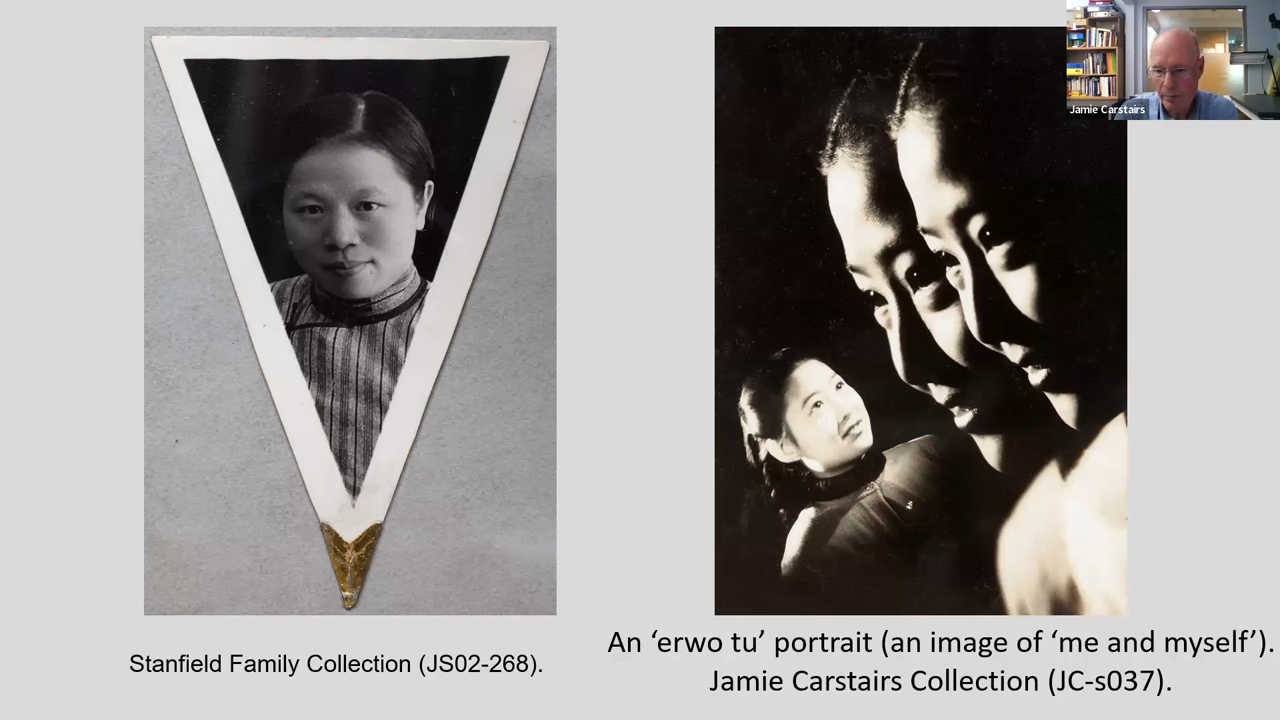 Jamie Carstairs
Stanfield Family Collection (JS02-268).
An ‘erwo tu’ portrait (an image of ‘me and myself’).
Jamie Carstairs Collection (JC-s037).